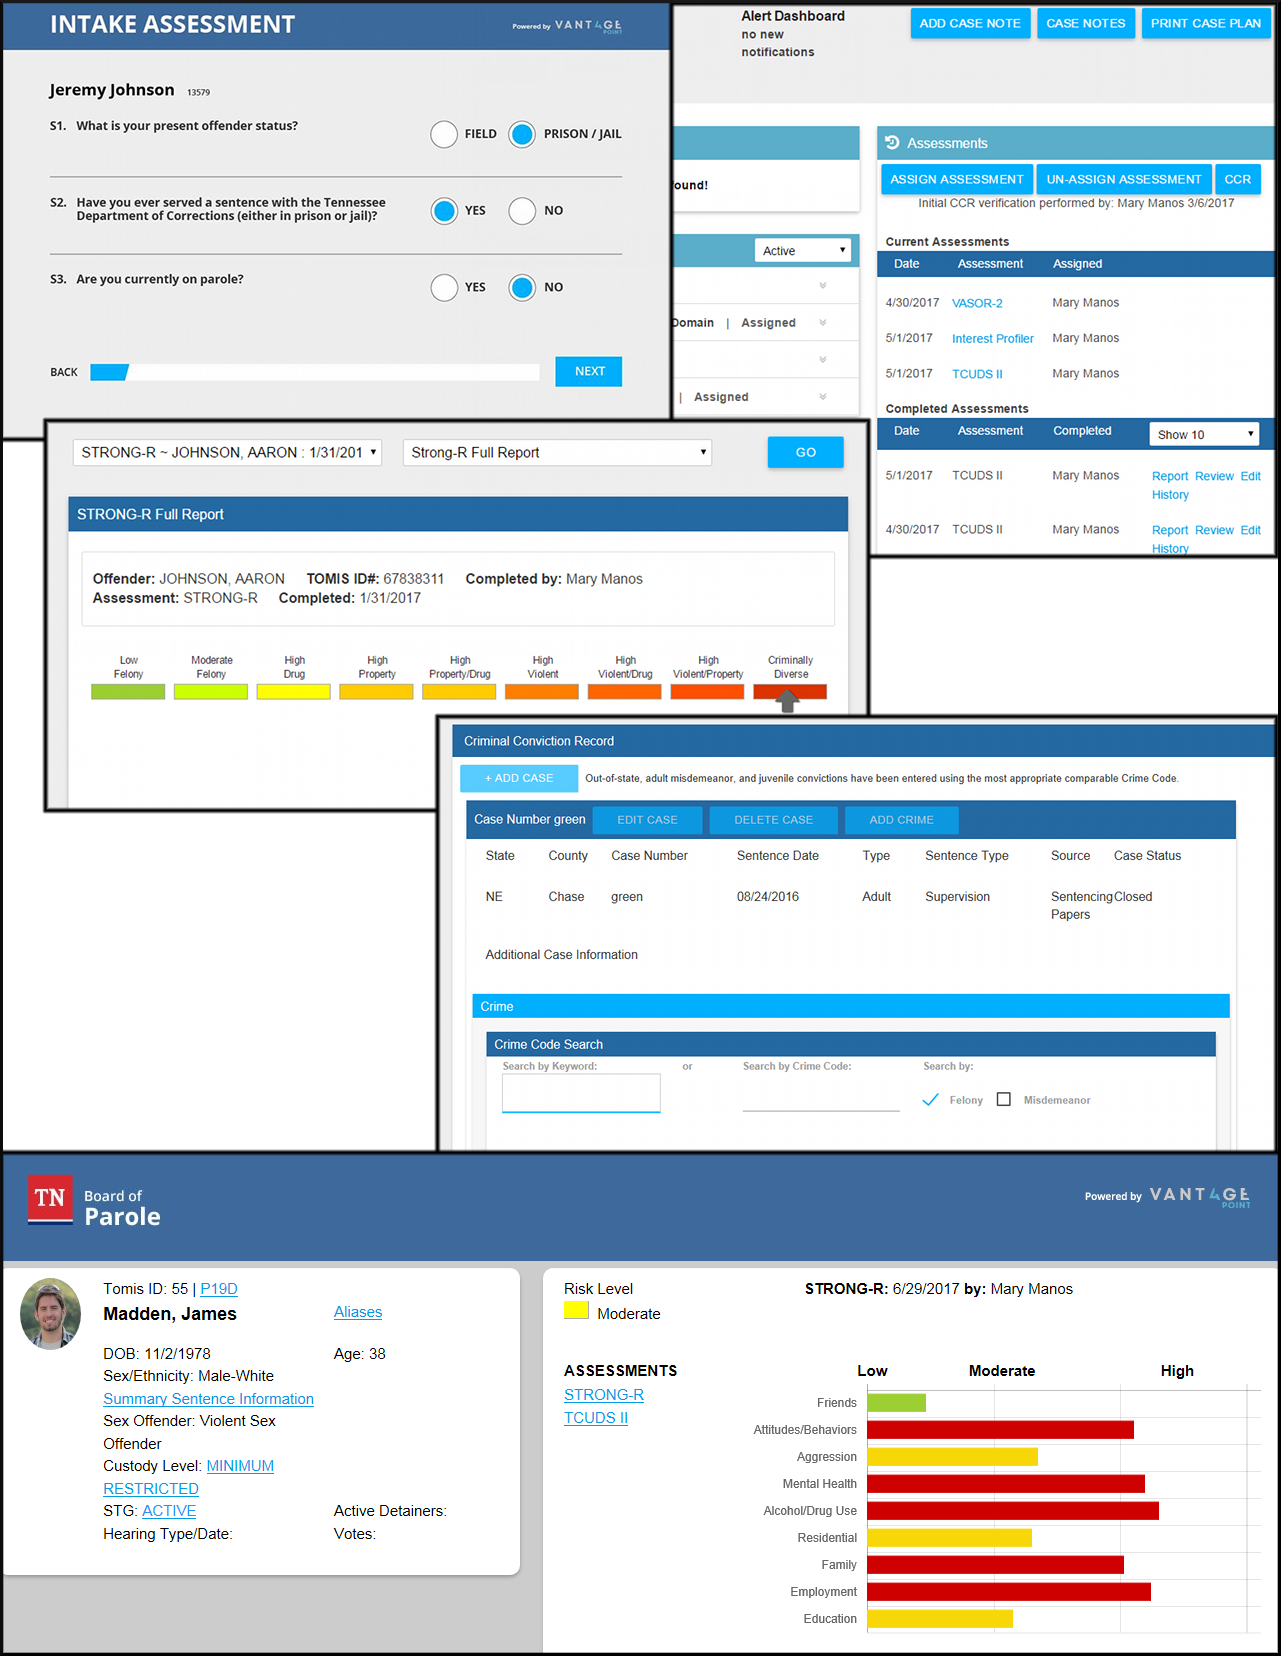 INTAKE ASSESSMENT
Powered by VANT4GE POINT
Jeremy Johnson 13579
S1. What is your present offender status?
FIELD PRISON / JAIL
S2. Have you ever served a sentence with the Tennessee
Department of Corrections (either in prison or jail)?
YES NO
S3. Are you currently on parole?
YES NO
BACK NEXT
Alert Dashboard
no new
notifications
ADD CASE NOTE CASE NOTES PRINT CASE PLAN
ound!
Active
Domain | Assigned
| Assigned
Assessments
ASSIGN ASSESSMENT UN-ASSIGN ASSESSMENT CCR
Initial CCR verification performed by: Mary Manos 3/6/2017
Current Assessments
Date Assessment Assigned
4/30/2017 VASOR-2 Mary Manos
5/1/2017 Interest Profiler Mary Manos
5/1/2017 TCUDS II Mary Manos
Completed Assessments
Date Assessment Completed Show 10
5/1/2017 TCUDS II Mary Manos Report Review Edit
History
4/30/2017 TCUDS II Mary Manos Report Review Edit
History
STRONG-R ~ JOHNSON, AARON : 1/31/201 Strong-R Full Report GO
STRONG-R Full Report
Offender: JOHNSON, AARON TOMIS ID#: 67838311 Completed by: Mary Manos
Assessment: STRONG-R Completed: 1/31/2017
Low Felony
Moderate Felony
High Drug
High Property
High Property/Drug
High Violent
High Violent/Drug
High Violent/Property
Criminally Diverse
Criminal Conviction Record
+ ADD CASE Out-of-state, adult misdemeanor, and juvenile convictions have been entered using the most appropriate comparable Crime Code.
Case Number green EDIT CASE DELETE CASE ADD CRIME
State County Case Number Sentence Date Type Sentence Type Source Case Status
NE Chase green 08/24/2016 Adult Supervision Sentencing Closed
Papers
Additional Case Information
Crime
Crime Code Search
Search by Keyword: or Search by Crime Code: Search by:
Felony Misdemeanor
TN Board of
Parole
Powered by VANT4GE
POINT
Tomis ID: 55 | P19D
Madden, James Aliases
DOB: 11/2/1978 Age: 38
Sex/Ethnicity: Male-White
Summary Sentence Information
Sex Offender: Violent Sex
Offender
Custody Level: MINIMUM
RESTRICTED
STG: ACTIVE Active Detainers:
Hearing Type/Date: Votes:
Risk Level STRONG-R: 6/29/2017 by: Mary Manos
Moderate
ASSESSMENTS
STRONG-R
TCUDS II
Low Moderate High
Friends
Attitudes/Behaviors
Aggression
Mental Health
Alcohol/Drug Use
Residential
Family
Employment
Education